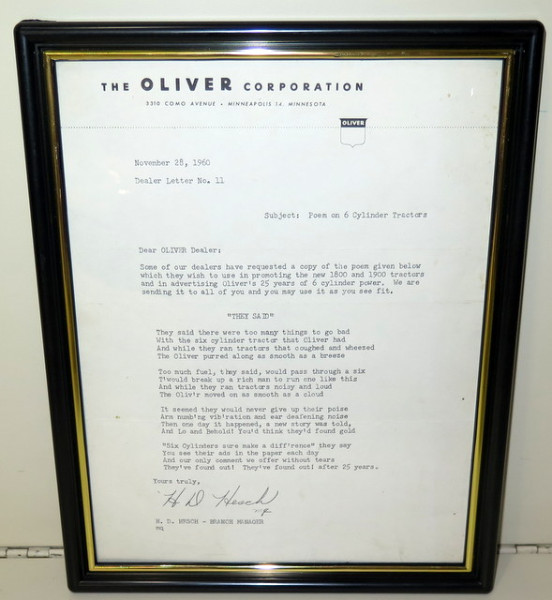 THE OLIVER CORPORATION
3310 COMO AVENUE • MINNEAPOLIS 14, MINNESOTA
OLIVER
November 28, 1960
Dealer Letter No. 11
Subject: Poem on 6 Cylinder Tractors
Dear OLIVER Dealer:
Some of our dealers have requested a copy of the poem given below
which they wish to use in promoting the new 1800 and 1900 tractors
and in advertising Oliver's 25 years of 6 cylinder power. We are
sending it to all of you and you may use it as you see fit.
"THEY SAID"
They said there were too many things to go bad
With the six cylinder tractor that Oliver had
And while they ran tractors that coughed and wheezed
The Oliver purred along as smooth as a breeze
Too much fuel, they said, would pass through a six
T'would break up a rich man to run one like this
And while they ran tractors noisy and loud
The Oliv'r moved on as smooth as a cloud
It seemed they would never give up their poise
Arm numb'ng vib'ration and ear deafening noise
Then one day it happened, a new story was told,
And Lo and Behold! You'd think they'd found gold
"Six Cylinders sure make a diff'rence" they say
You see their ads in the paper each day
And our only comment we offer without tears
They've found out! They've found out! after 25 years.
Yours truly,
H D Hesch
H. D. HESCH - BRANCH MANAGER
mq